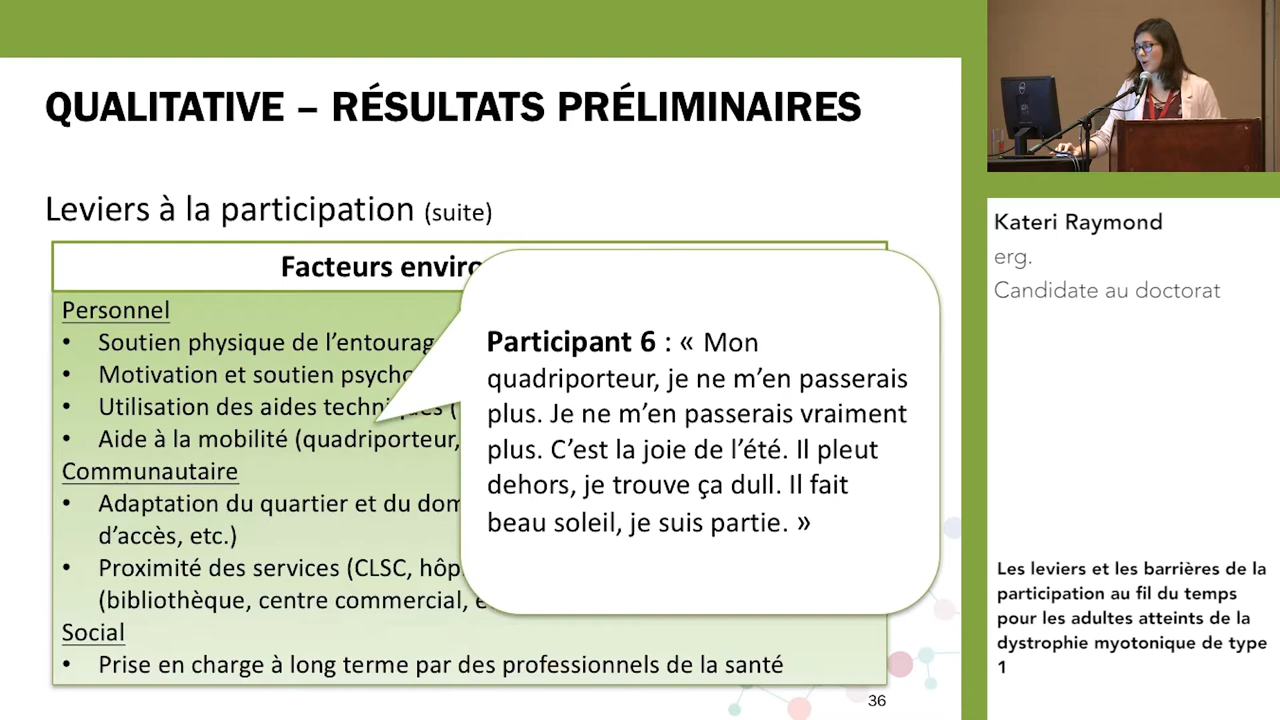 QUALITATIVE – RÉSULTATS PRÉLIMINAIRES
Leviers à la participation (suite)
Facteurs
Personnel
• Soutien physique de l'entourag
• Motivation et soutien
• Utilisation des aides techniques (
• Aide à la mobilité (quadriporteur,
Communautaire
• Adaptation du quartier et du
d'accès, etc.)
• Proximité des services (CLSC,
(bibliothèque, centre commercial,
Social
• Prise en charge à long terme par des professionnels de la santé
Participant 6 : « Mon
quadriporteur, je ne m'en passerais
plus. Je ne m'en passerais vraiment
plus. C'est la joie de l'été. Il pleut
dehors, je trouve ça dull. Il fait
beau soleil, je suis partie. »
36
Kateri Raymond
erg.
Candidate au doctorat
Les leviers et les barrières de la
participation au fil du temps
pour les adultes atteints de la
dystrophie myotonique de type
1